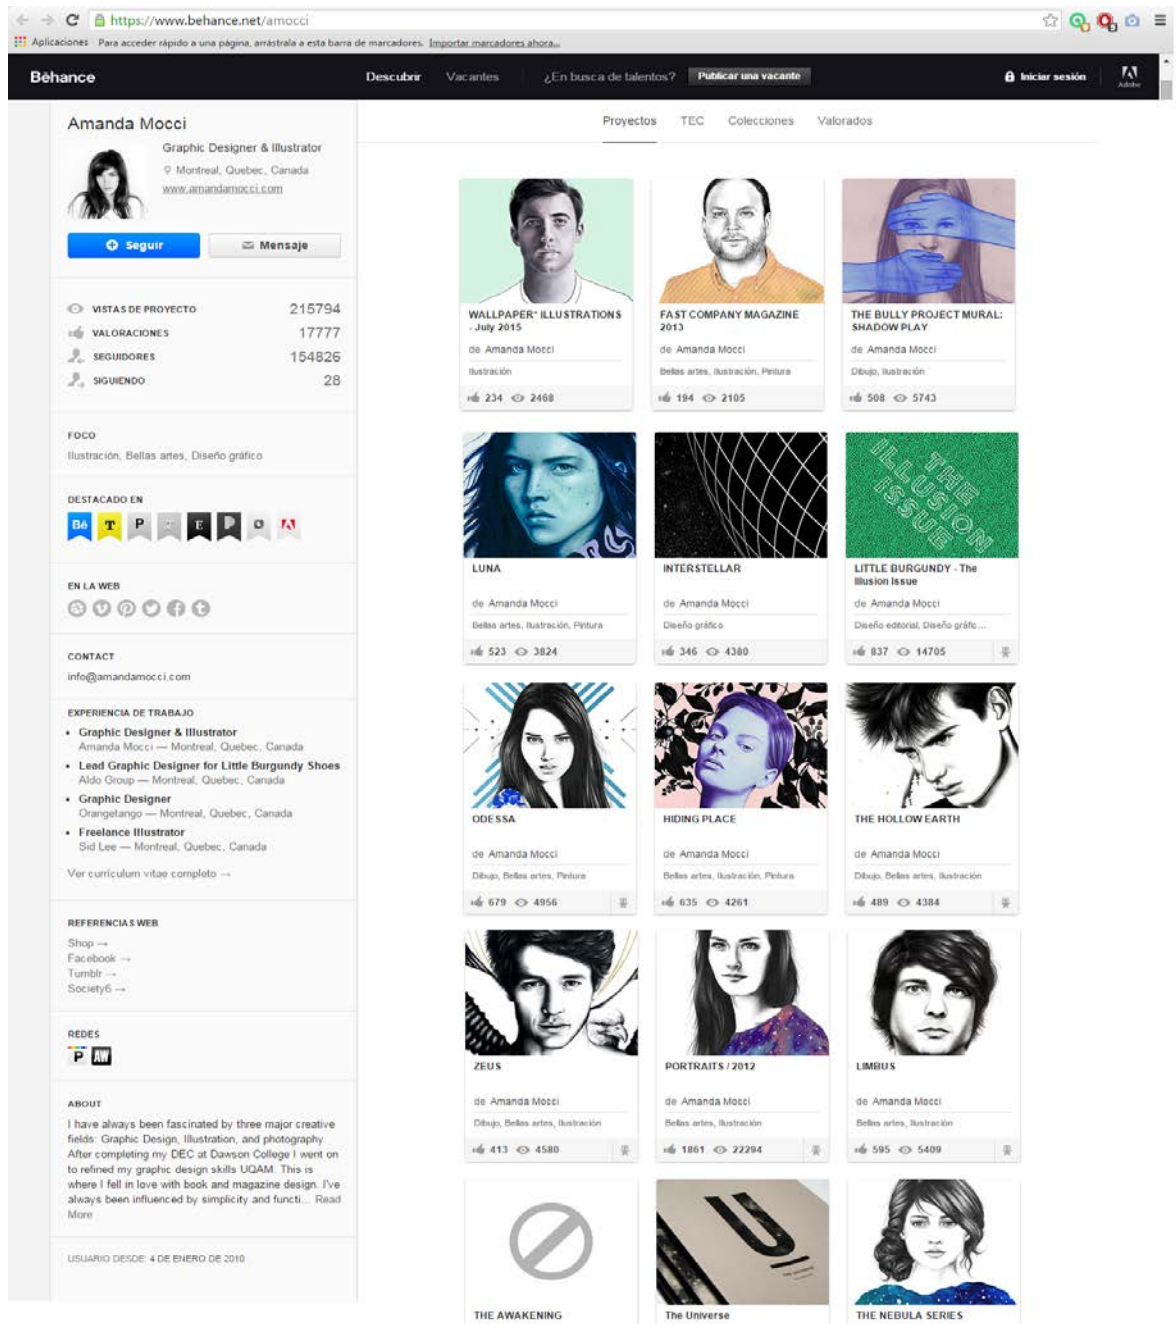 https://www.behance.net/amocci
Aplicaciones Para acceder rápido a una página, arrástrala a esta barra de marcadores. Importar marcadores ahora...
Bēhance Descubrir Vacantes ¿En busca de talentos? Publicar una vacante Iniciar sesión Adobe
Amanda Mocci
Graphic Designer & Illustrator
Montreal, Quebec, Canada
www.amandamocci.com
Seguir Mensaje
VISTAS DE PROYECTO 215794
VALORACIONES 17777
SEGUIDORES 154826
SIGUIENDO 28
FOCO
Ilustración, Bellas artes, Diseño gráfico
DESTACADO EN
Bē T P E P
EN LA WEB
CONTACT
info@amandamocci.com
EXPERIENCIA DE TRABAJO
• Graphic Designer & Illustrator
Amanda Mocci — Montreal, Quebec, Canada
• Lead Graphic Designer for Little Burgundy Shoes
Aldo Group — Montreal, Quebec, Canada
• Graphic Designer
Orangetango — Montreal, Quebec, Canada
• Freelance Illustrator
Sid Lee — Montreal, Quebec, Canada
Ver currículum vitae completo →
REFERENCIAS WEB
Shop →
Facebook →
Tumblr →
Society6 →
REDES
P AW
ABOUT
I have always been fascinated by three major creative
fields: Graphic Design, Illustration, and photography.
After completing my DEC at Dawson College I went on
to refined my graphic design skills UQAM. This is
where I fell in love with book and magazine design. I've
always been influenced by simplicity and functi... Read
More
USUARIO DESDE: 4 DE ENERO DE 2010
Proyectos TEC Colecciones Valorados
WALLPAPER* ILLUSTRATIONS
- July 2015
de Amanda Mocci
Ilustración
234 2468
FAST COMPANY MAGAZINE
2013
de Amanda Mocci
Bellas artes, Ilustración, Pintura
194 2105
THE BULLY PROJECT MURAL:
SHADOW PLAY
de Amanda Mocci
Dibujo, Ilustración
508 5743
LUNA
de Amanda Mocci
Bellas artes, Ilustración, Pintura
523 3824
INTERSTELLAR
de Amanda Mocci
Diseño gráfico
346 4380
THE
ILLUSION
ISSUE
LITTLE BURGUNDY - The
Illusion Issue
de Amanda Mocci
Diseño editorial, Diseño gráfic...
837 14705
ODESSA
de Amanda Mocci
Dibujo, Bellas artes, Pintura
679 4956
HIDING PLACE
de Amanda Mocci
Bellas artes, Ilustración, Pintura
635 4261
THE HOLLOW EARTH
de Amanda Mocci
Dibujo, Bellas artes, Ilustración
489 4384
ZEUS
de Amanda Mocci
Dibujo, Bellas artes, Ilustración
413 4580
PORTRAITS / 2012
de Amanda Mocci
Bellas artes, Ilustración
1861 22294
LIMBUS
de Amanda Mocci
Bellas artes, Ilustración
595 5409
THE AWAKENING
U
The Universe
THE NEBULA SERIES